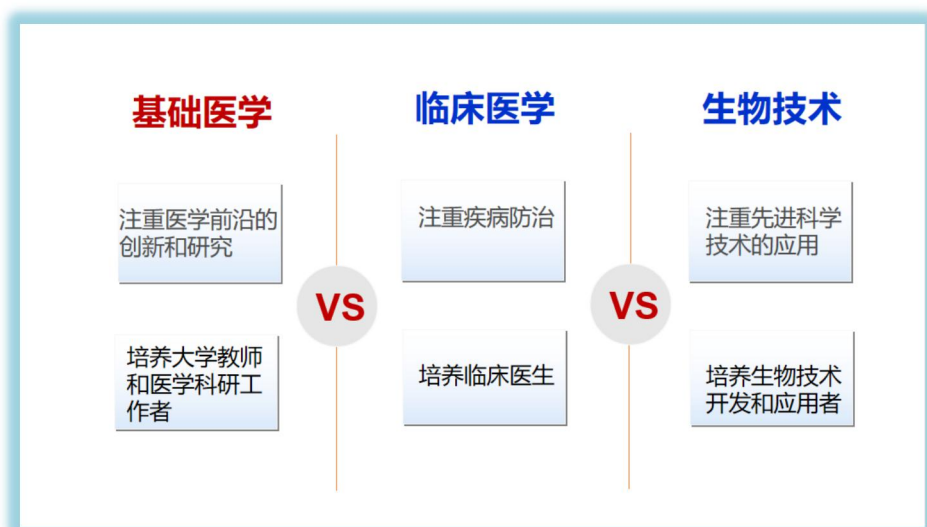 基础医学
临床医学
生物技术
注重医学前沿的
创新和研究
注重疾病防治
注重先进科学
技术的应用
VS
VS
培养大学教师
和医学科研工
作者
培养临床医生
培养生物技术
开发和应用者